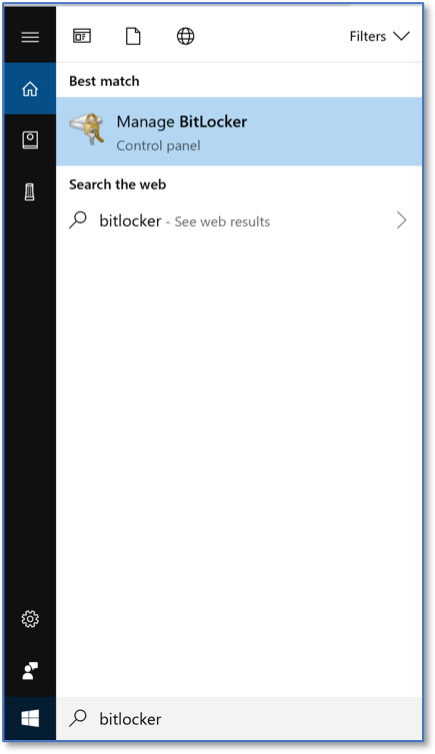 Filters
Best match
Manage BitLocker
Control panel
Search the web
bitlocker - See web results
bitlocker